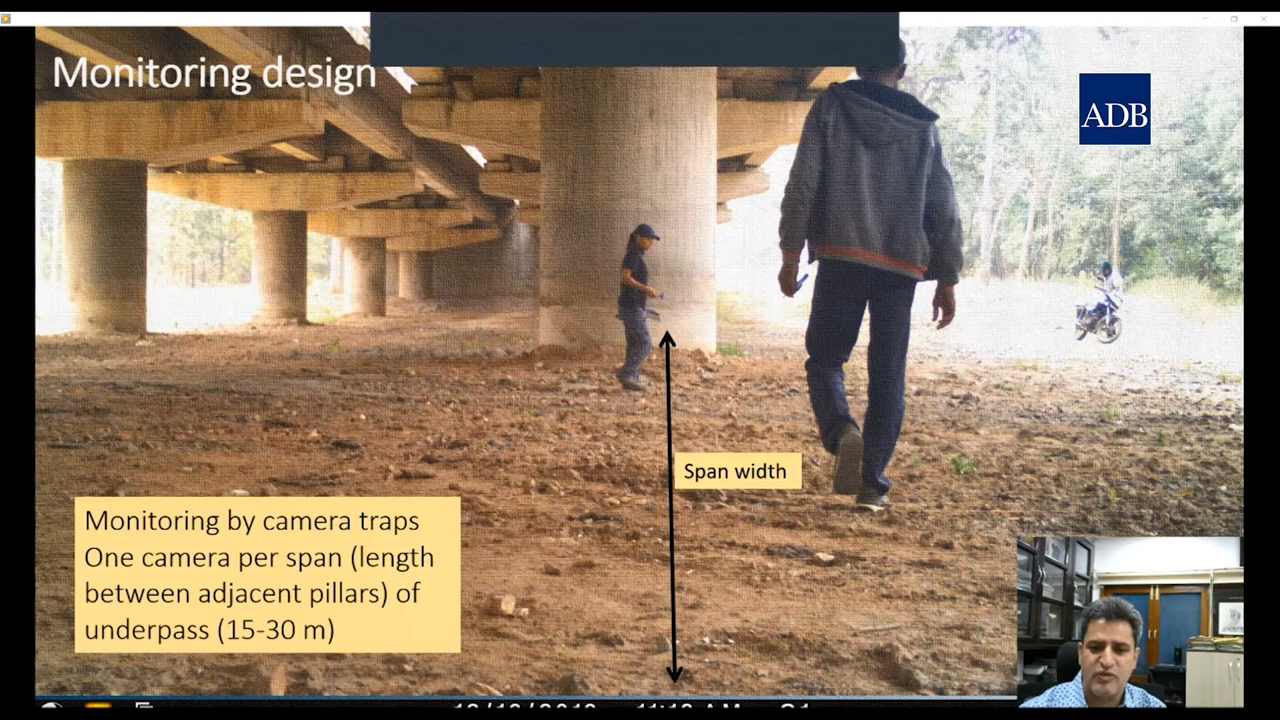 Monitoring design
ADB
Span width
Monitoring by camera traps
One camera per span (length
between adjacent pillars) of
underpass (15-30 m)